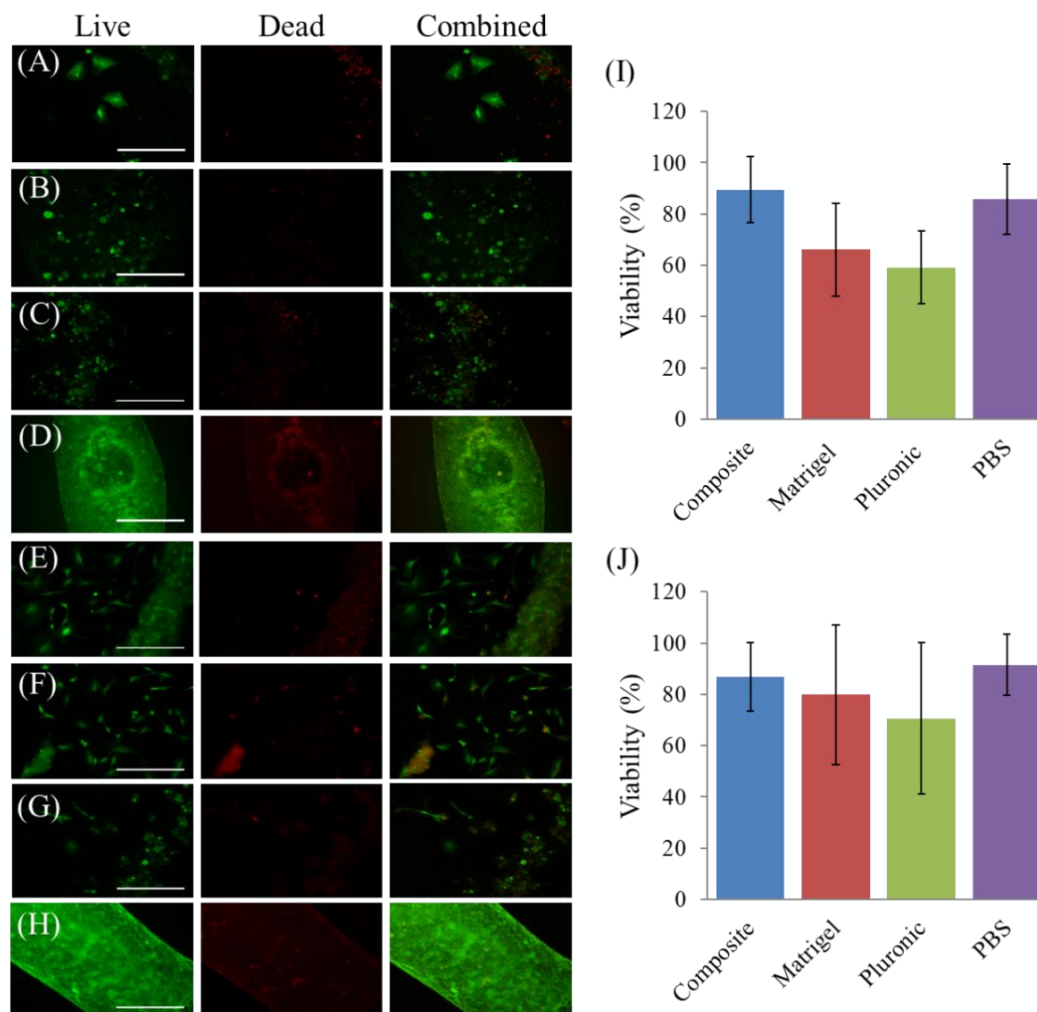 Live Dead Combined
(A)
(B)
(C)
(D)
(E)
(F)
(G)
(H)
(I)
Viability (%)
120
100
80
60
40
20
0
Composite
Matrigel
Pluronic
PBS
(J)
Viability (%)
120
100
80
60
40
20
0
Composite
Matrigel
Pluronic
PBS